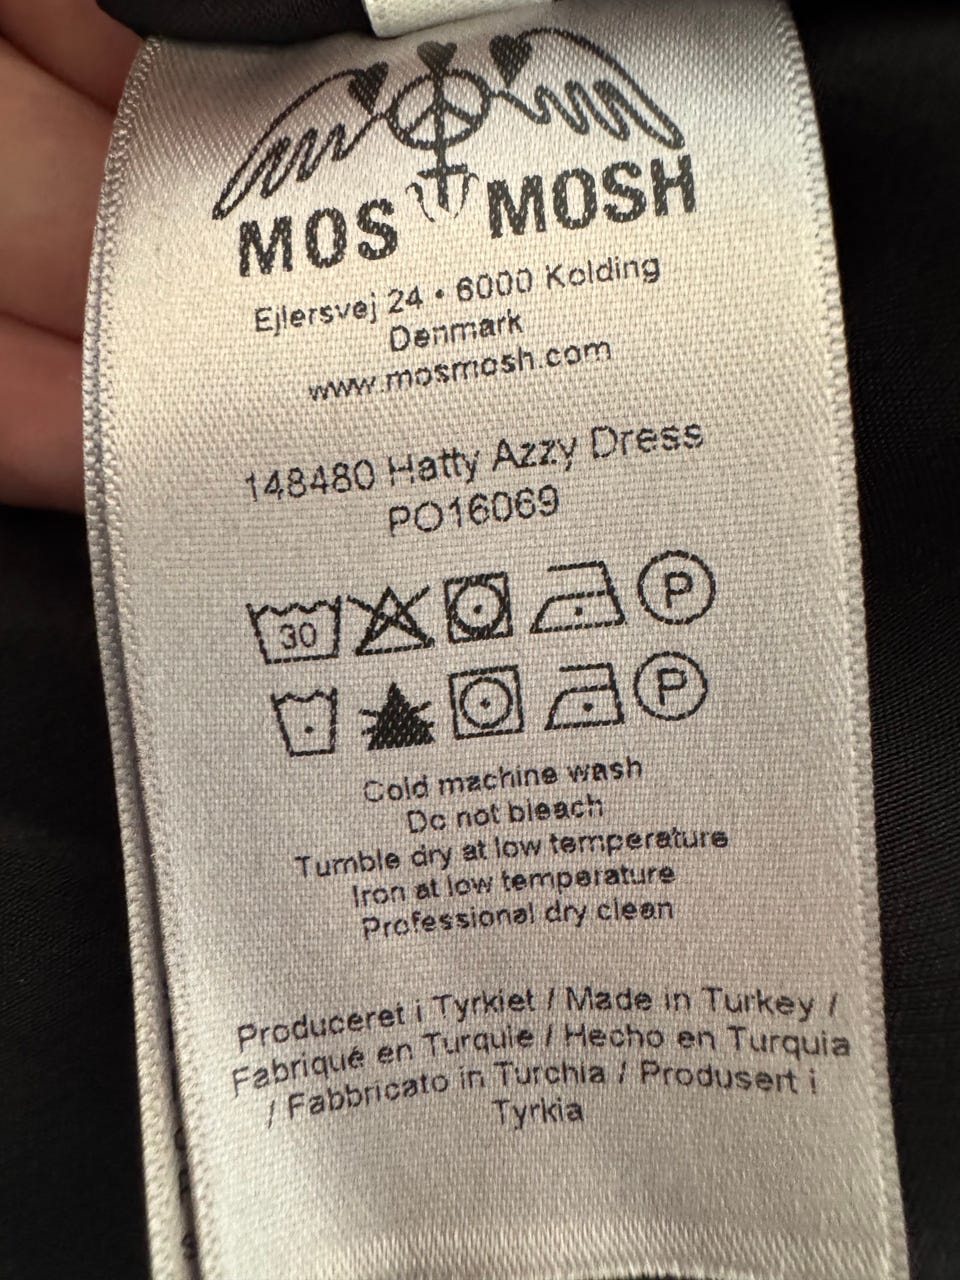 MOS MOSH
Ejlersvej 24 • 6000 Kolding
Denmark
www.mosmosh.com
148480 Hatty Azzy Dress
PO16069
30 P
P
Cold machine wash
Do not bleach
Tumble dry at low temperature
Iron at low temperature
Professional dry clean
Produceret i Tyrkiet / Made in Turkey /
Fabriqué en Turquie / Hecho en Turquia
/ Fabbricato in Turchia / Produsert i
Tyrkia